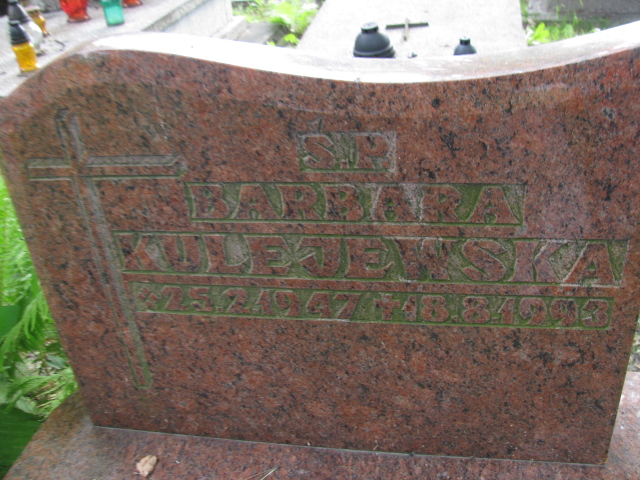 Ś.P.
BARBARA
KULEJEWSKA
*25.2.1947 †18.8.1993